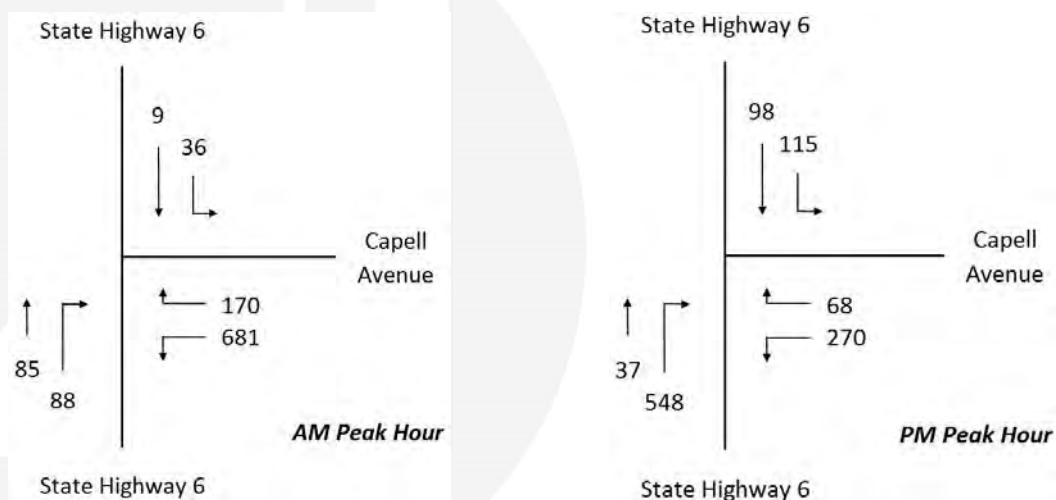 State Highway 6
9
36
Capell
Avenue
170
681
85
88
AM Peak Hour
State Highway 6
State Highway 6
98
115
Capell
Avenue
68
270
37
548
PM Peak Hour
State Highway 6